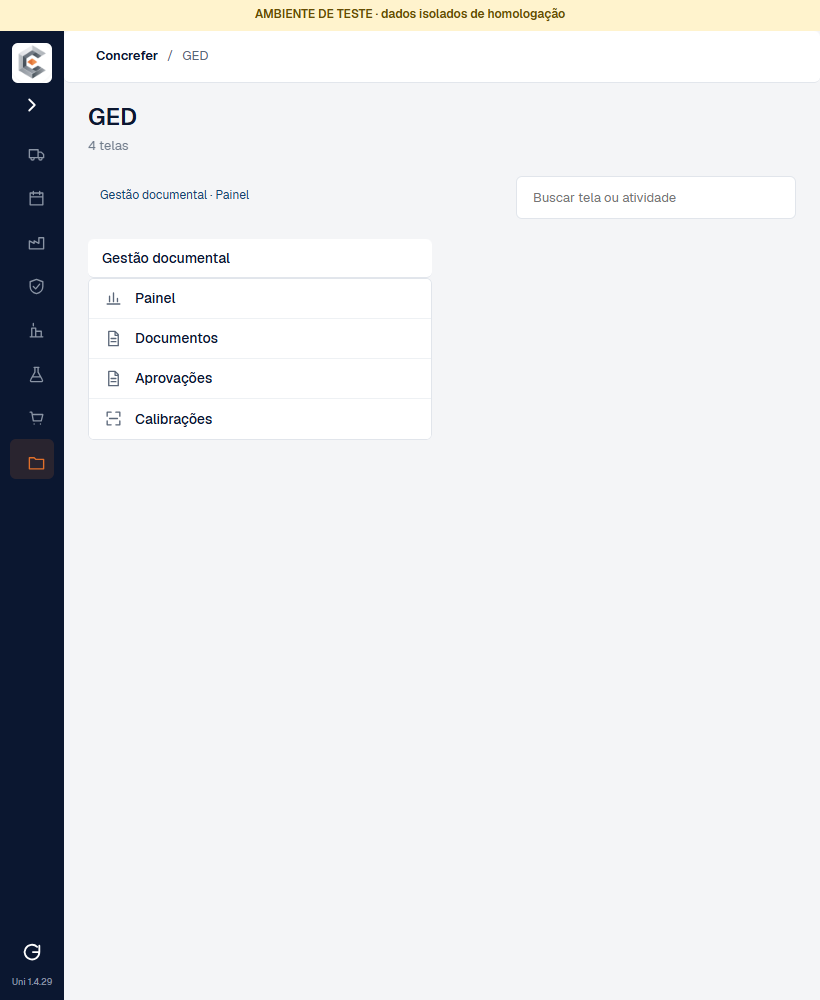 AMBIENTE DE TESTE · dados isolados de homologação
Concrefer / GED
GED
4 telas
Gestão documental · Painel
Buscar tela ou atividade
Gestão documental
Painel
Documentos
Aprovações
Calibrações
Uni 1.4.29